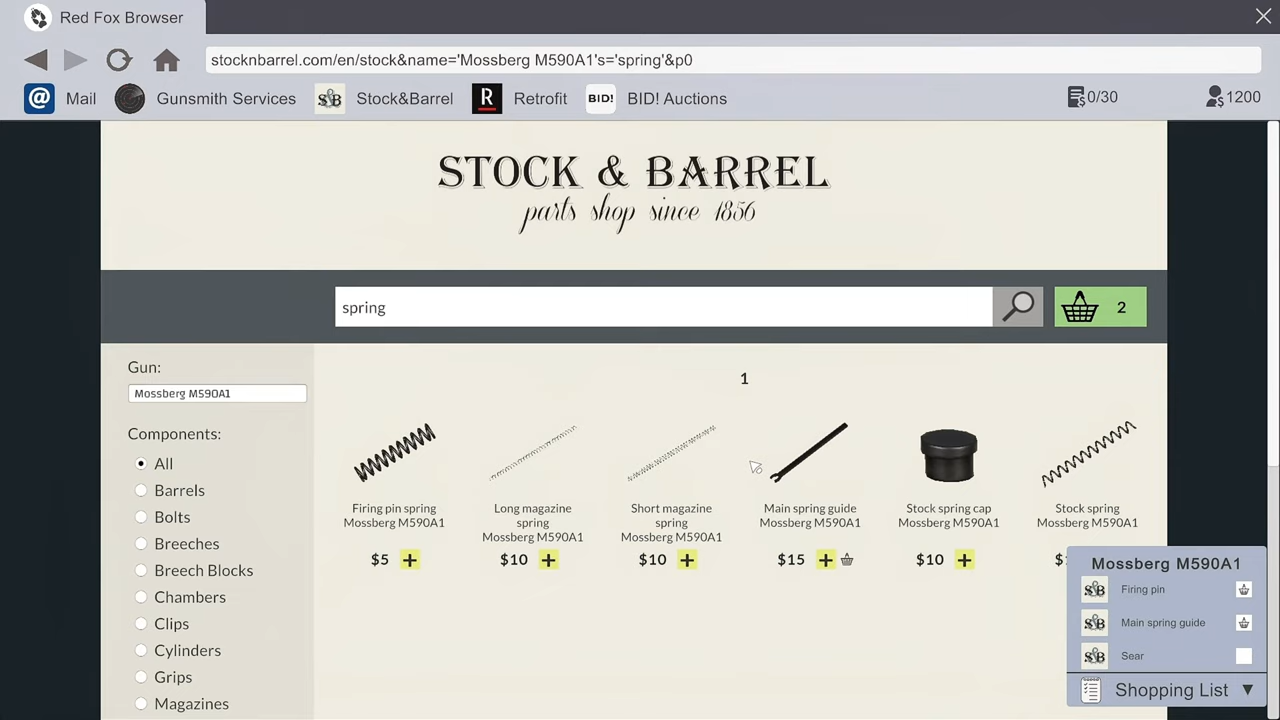 Red Fox Browser
stocknbarrel.com/en/stock&name='Mossberg M590A1's='spring'&p0
@ Mail
Gunsmith Services
S&B Stock&Barrel
R Retrofit
BID! BID! Auctions
0/30
1200
STOCK & BARREL
parts shop since 1856
spring
2
Gun:
Mossberg M590A1
Components:
All
Barrels
Bolts
Breeches
Breech Blocks
Chambers
Clips
Cylinders
Grips
Magazines
1
Firing pin spring
Mossberg M590A1
$5 +
Long magazine
spring
Mossberg M590A1
$10 +
Short magazine
spring
Mossberg M590A1
$10 +
Main spring guide
Mossberg M590A1
$15 +
Stock spring cap
Mossberg M590A1
$10 +
Stock spring
Mossberg M590A1
Mossberg M590A1
S&B Firing pin
S&B Main spring guide
S&B Sear
Shopping List ▼